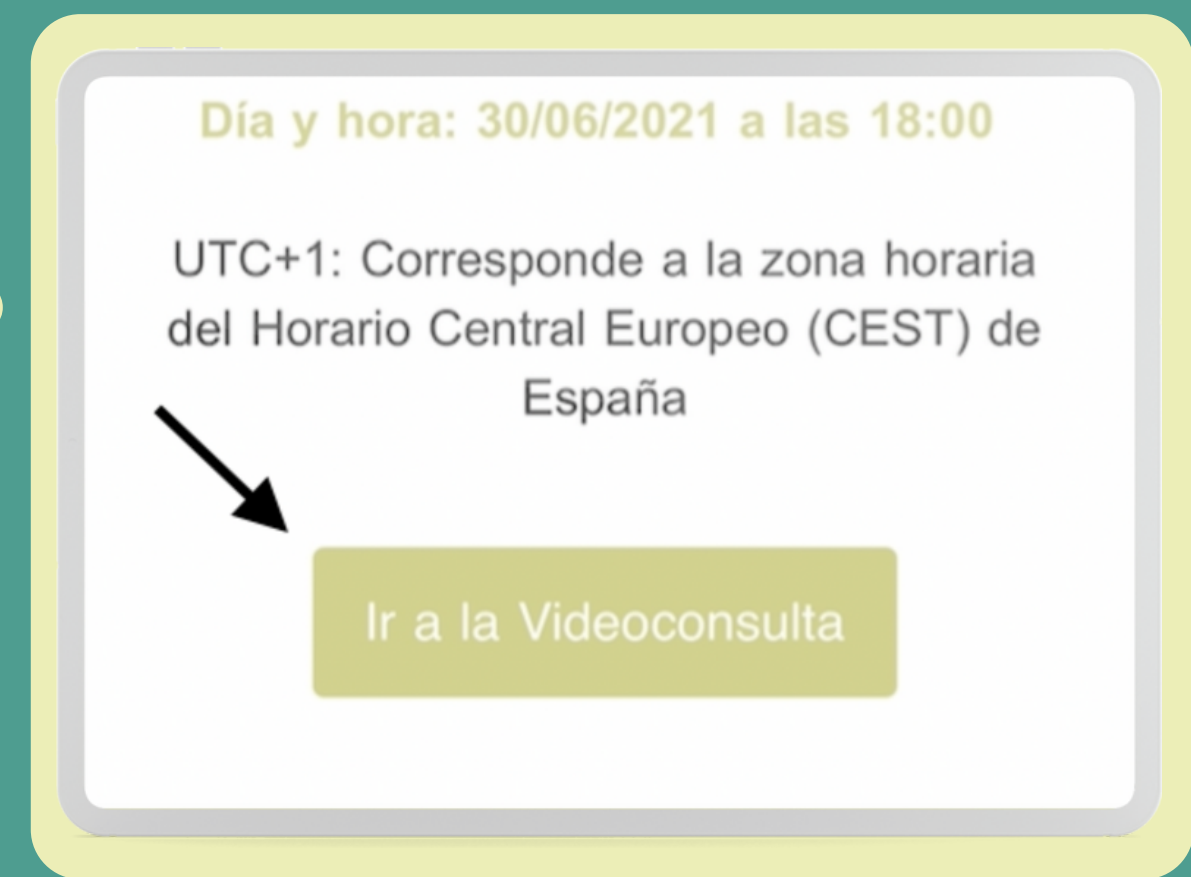 Día y hora: 30/06/2021 a las 18:00
UTC+1: Corresponde a la zona horaria
del Horario Central Europeo (CEST) de
España
Ir a la Videoconsulta